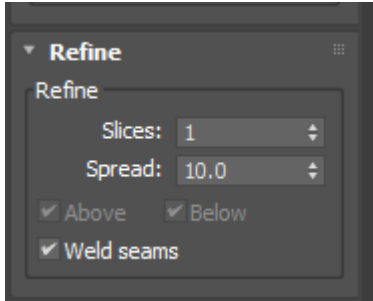 Refine
Refine
Slices: 1
Spread: 10.0
Above Below
Weld seams